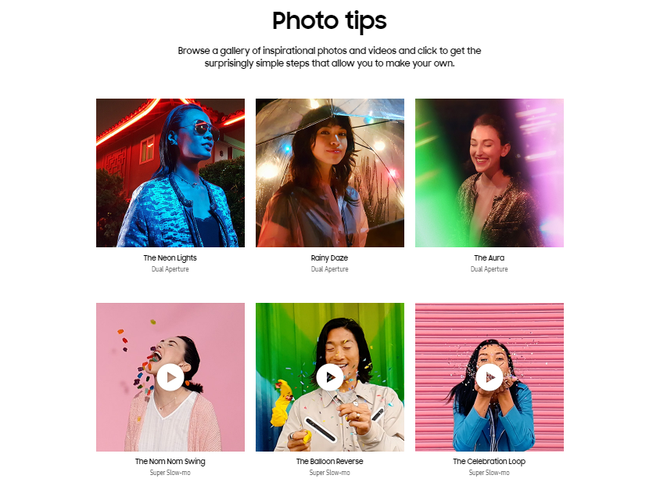 Photo tips
Browse a gallery of inspirational photos and videos and click to get the
surprisingly simple steps that allow you to make your own.
The Neon Lights
Dual Aperture
Rainy Daze
Dual Aperture
The Aura
Dual Aperture
The Nom Nom Swing
Super Slow-mo
The Balloon Reverse
Super Slow-mo
The Celebration Loop
Super Slow-mo